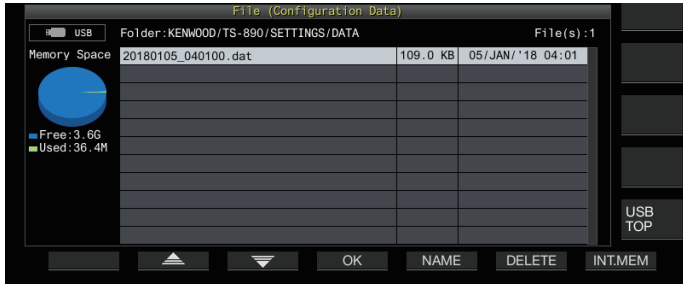 File (Configuration Data)
USB
Folder:KENWOOD/TS-890/SETTINGS/DATA
File(s):1
Memory Space
20180105_040100.dat 109.0 KB 05/JAN/'18 04:01
Free:3.6G
Used:36.4M
USB
TOP
OK NAME DELETE INT.MEM